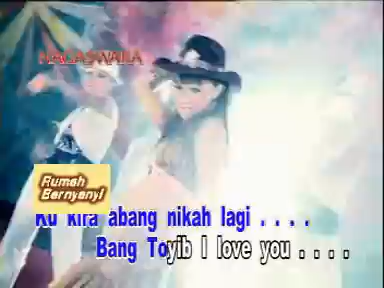 NAGASWARA
Rumah
Bernyanyi
Ku kira abang nikah lagi . . . .
Bang Toyib I love you . . . .